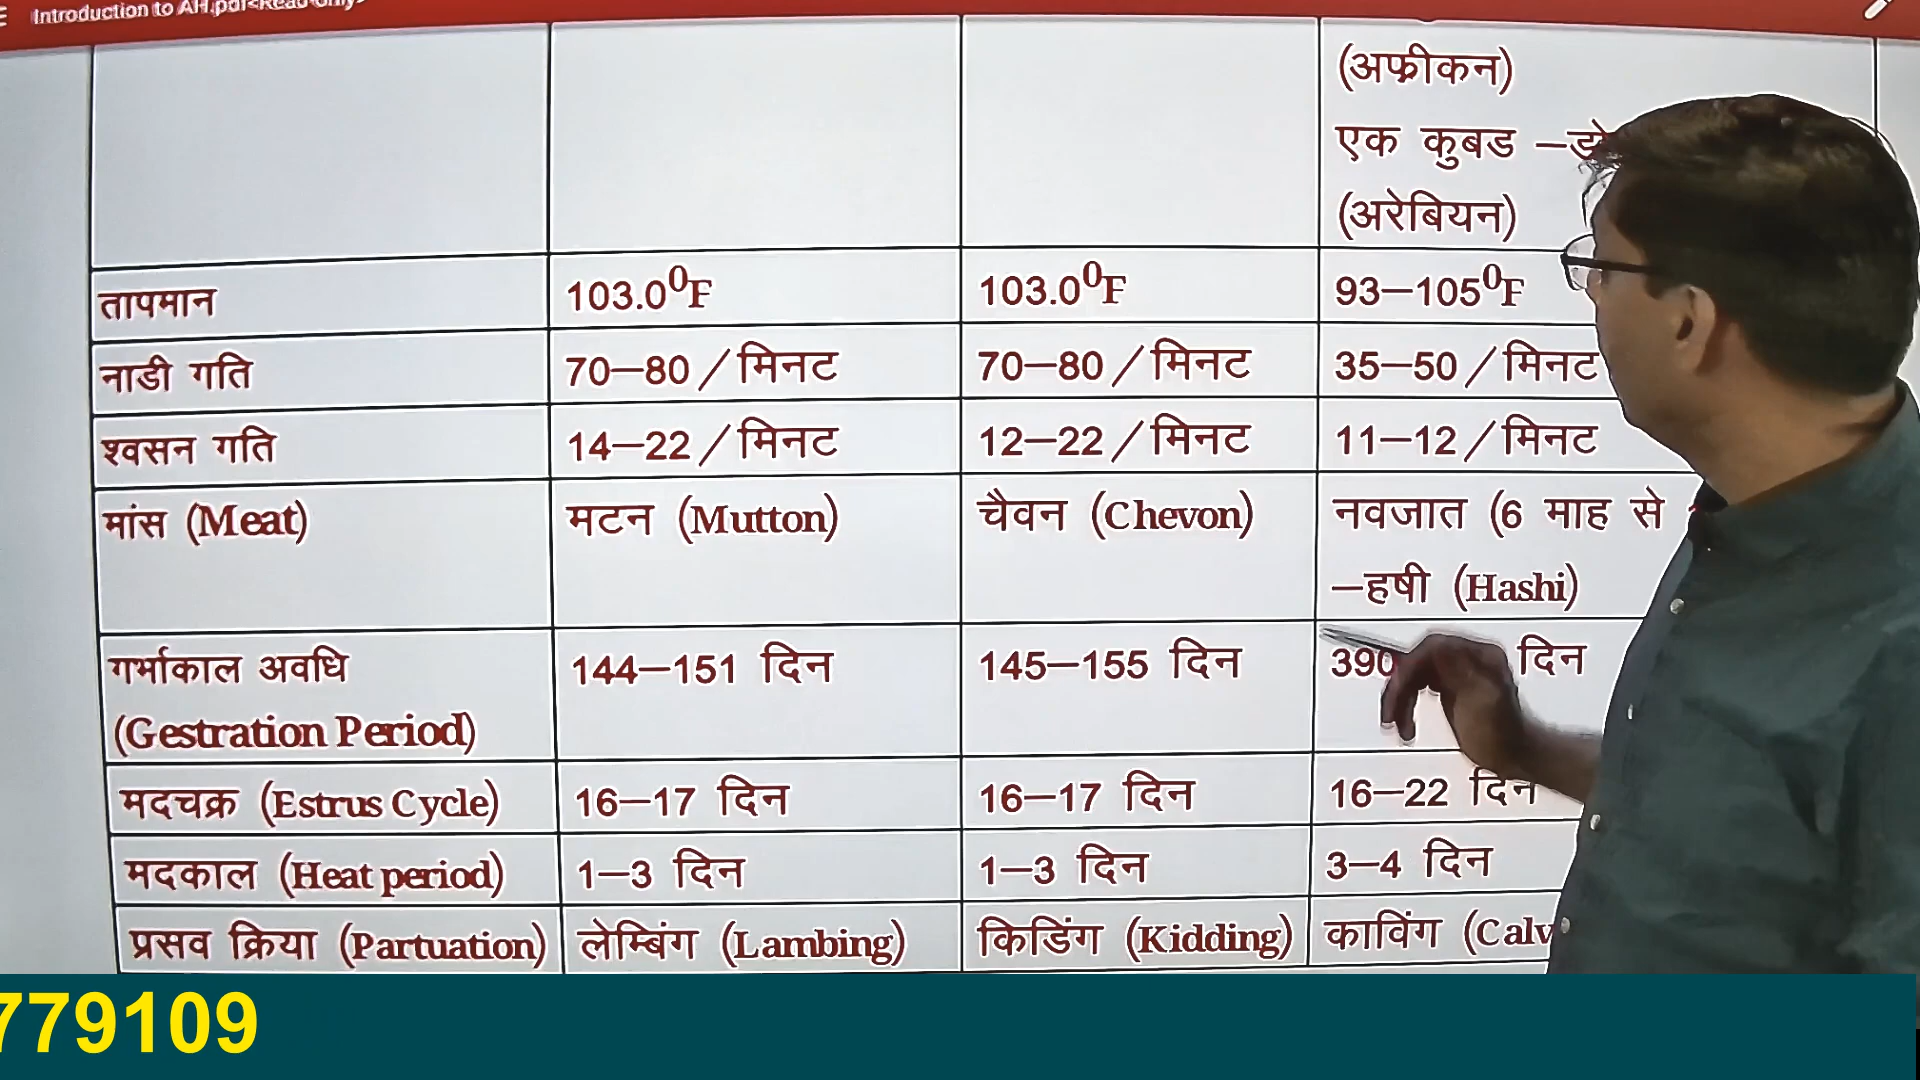 Introduction to AH.pdf<Read-only>
(अफ्रीकन)
एक कुबड –
(अरेबियन)
तापमान 103.0⁰F 103.0⁰F 93–105⁰F
नाडी गति 70–80 / मिनट 70–80 / मिनट 35–50 / मिनट
श्वसन गति 14–22 / मिनट 12–22 / मिनट 11–12 / मिनट
मांस (Meat) मटन (Mutton) चैवन (Chevon) नवजात (6 माह से
–हषी (Hashi)
गर्भाकाल अवधि 144–151 दिन 145–155 दिन 390 दिन
(Gestration Period)
मदचक्र (Estrus Cycle) 16–17 दिन 16–17 दिन 16–22 दिन
मदकाल (Heat period) 1–3 दिन 1–3 दिन 3–4 दिन
प्रसव क्रिया (Partuation) लेम्बिंग (Lambing) किडिंग (Kidding) काविंग (Calv
779109